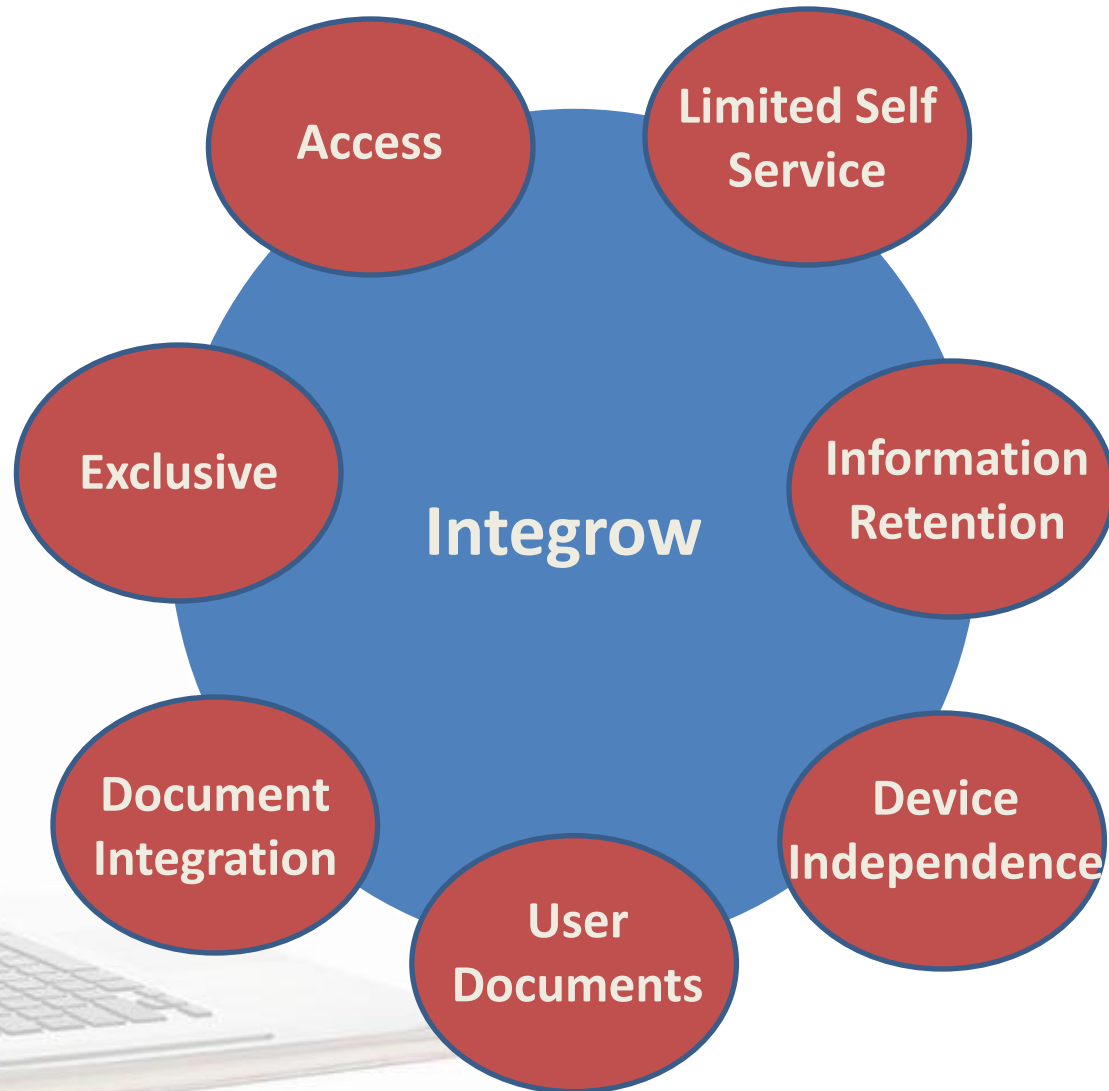 Access
Limited Self
Service
Exclusive
Information
Retention
Integrow
Document
Integration
Device
Independence
User
Documents